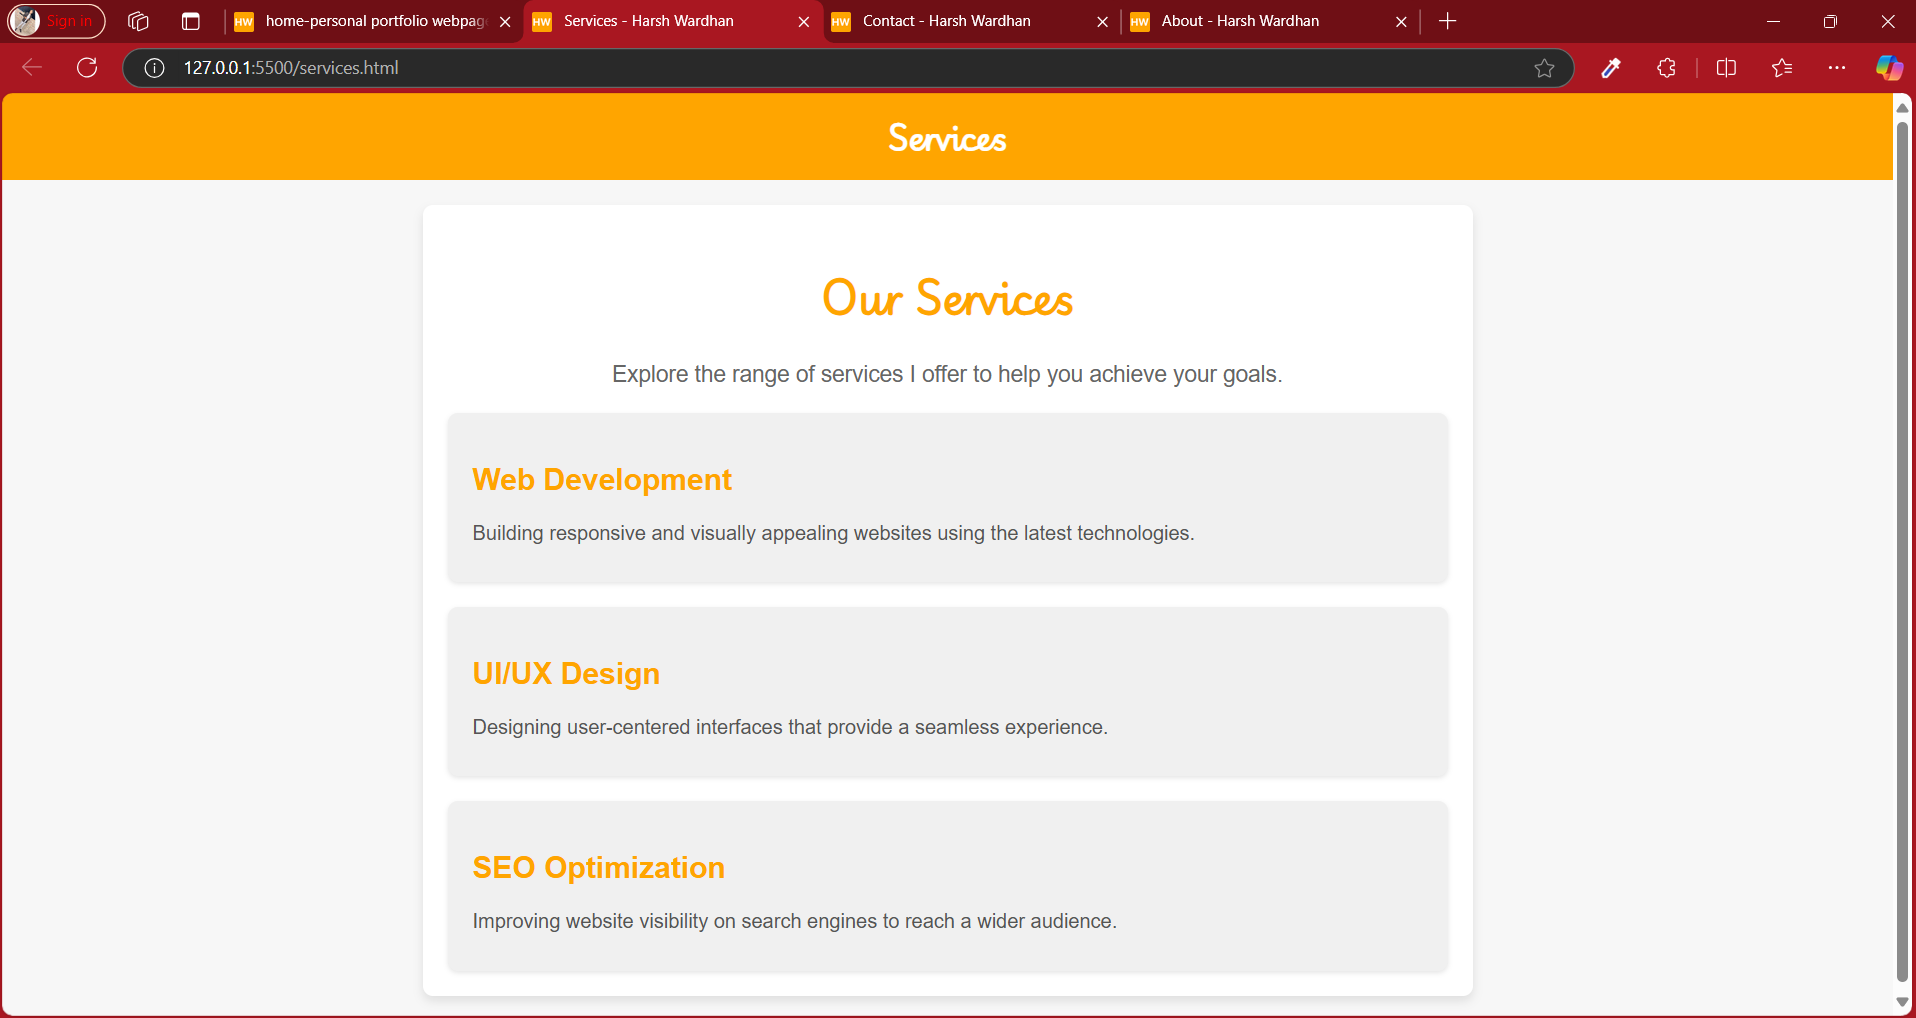 Sign in
HW home-personal portfolio webpag
HW Services - Harsh Wardhan
HW Contact - Harsh Wardhan
HW About - Harsh Wardhan
127.0.0.1:5500/services.html
Services
Our Services
Explore the range of services I offer to help you achieve your goals.
Web Development
Building responsive and visually appealing websites using the latest technologies.
UI/UX Design
Designing user-centered interfaces that provide a seamless experience.
SEO Optimization
Improving website visibility on search engines to reach a wider audience.